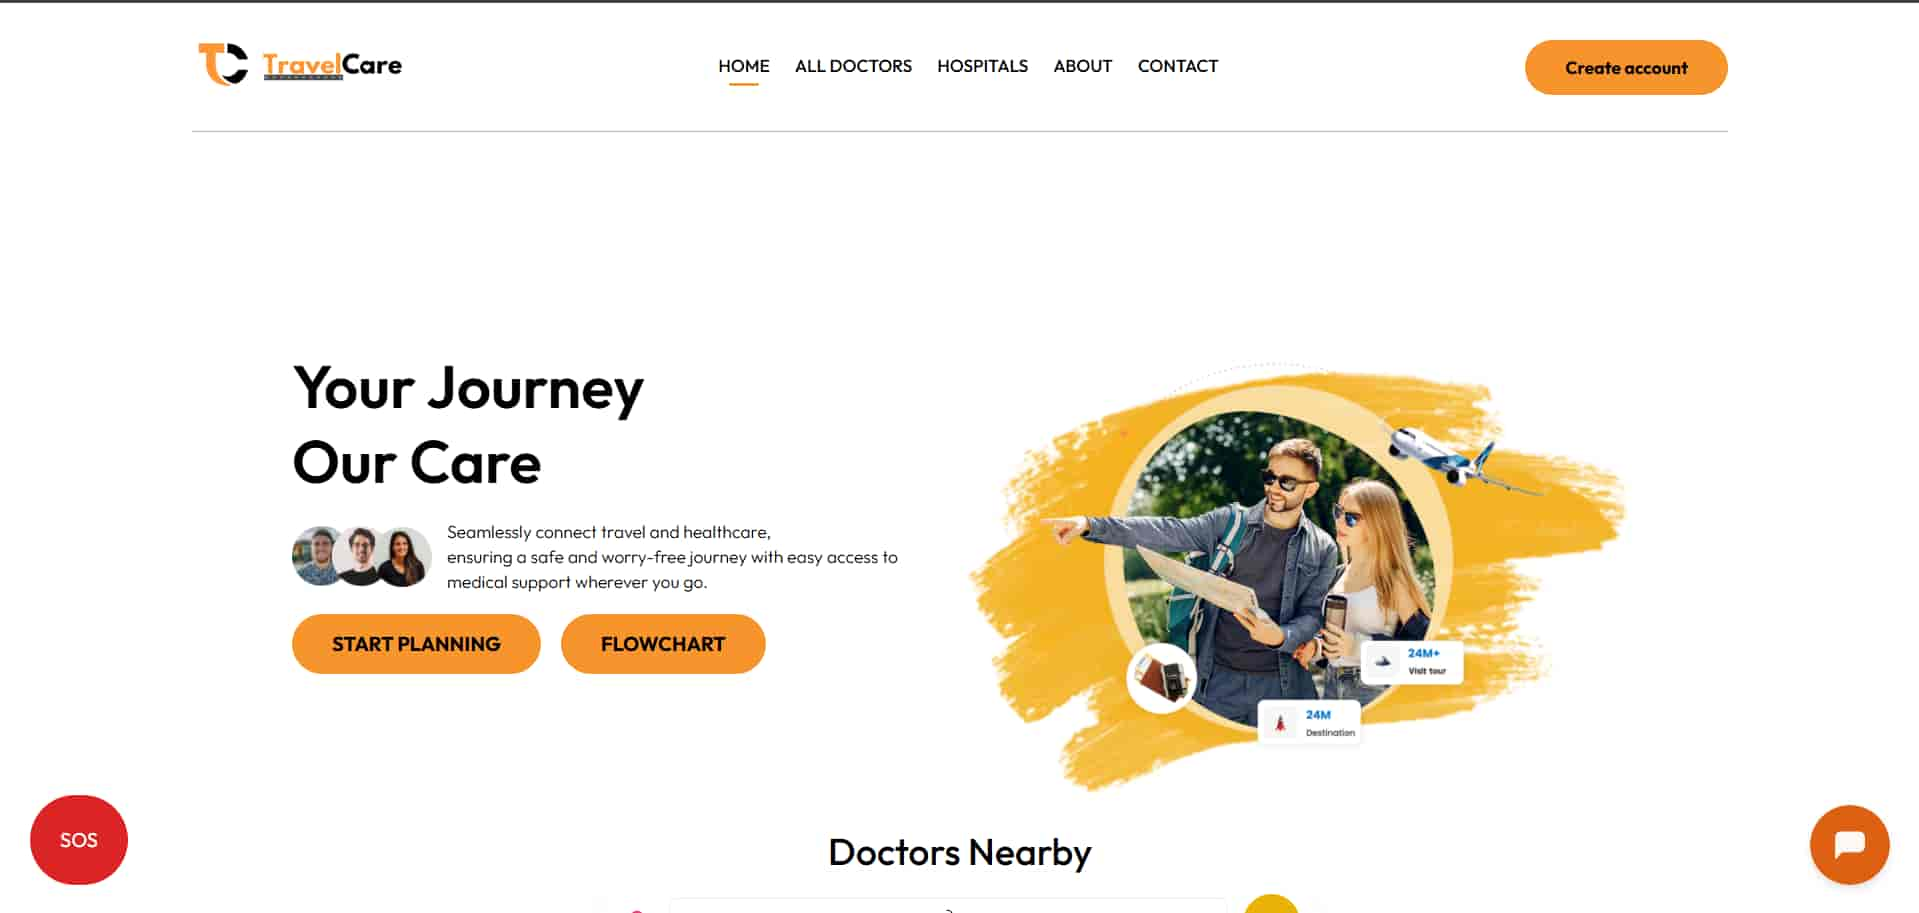 TravelCare
HOME
ALL DOCTORS
HOSPITALS
ABOUT
CONTACT
Create account
Your Journey
Our Care
Seamlessly connect travel and healthcare,
ensuring a safe and worry-free journey with easy access to
medical support wherever you go.
START PLANNING
FLOWCHART
24M+
Visit tour
24M
Destination
SOS
Doctors Nearby